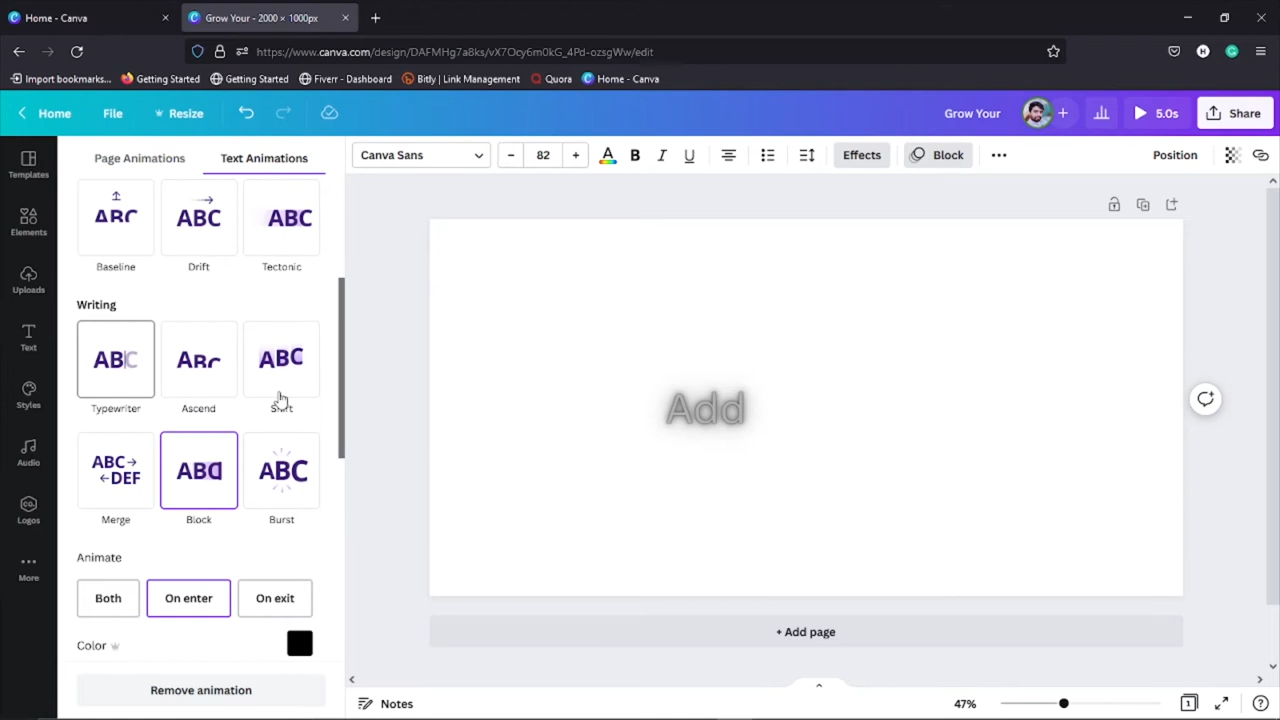 Home - Canva
Grow Your - 2000 × 1000px
https://www.canva.com/design/DAFMHg7aBks/vX7Ocy6m0kG_4Pd-ozsgWw/edit
Import bookmarks...
Getting Started
Getting Started
Fiverr - Dashboard
Bitly | Link Management
Quora
Home - Canva
Home
File
Resize
Grow Your
5.0s
Share
Templates
Elements
Uploads
Text
Styles
Audio
CO.
Logos
More
Page Animations
Text Animations
ABC
ABC
ABC
Baseline
Drift
Tectonic
Writing
ABC
ABC
ABC
Typewriter
Ascend
Shift
ABC
DEF
ABC
ABC
Merge
Block
Burst
Animate
Both
On enter
On exit
Color
Remove animation
Canva Sans
– 82 +
A
B
I
U
Effects
Block
Position
Add
+ Add page
Notes
47%
1